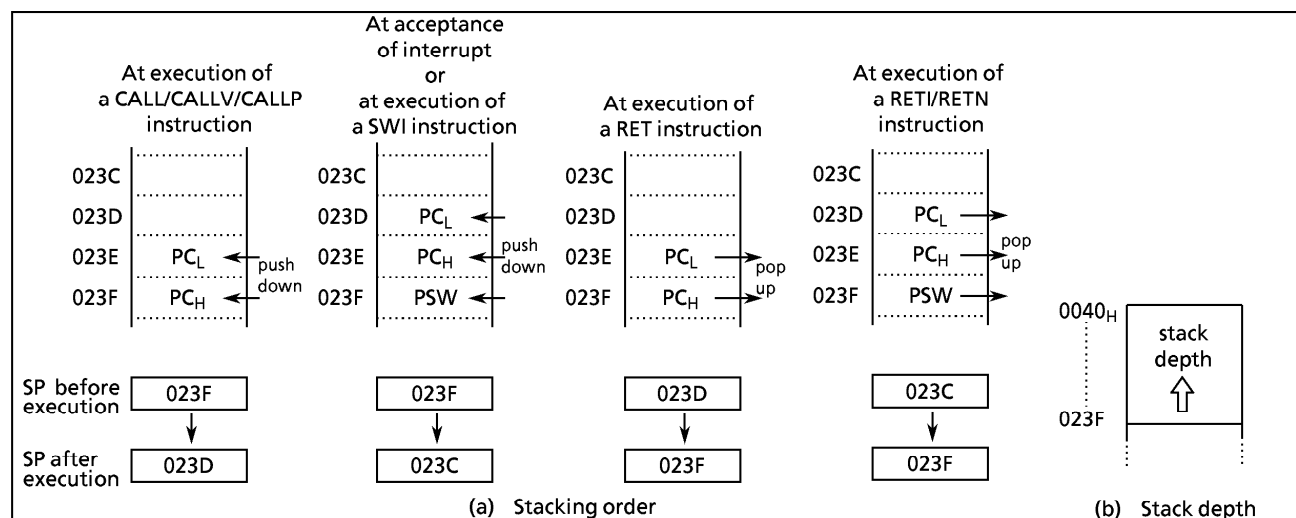 At execution of
a CALL/CALLV/CALLP
instruction
023C
023D
023E PCL
023F PCH
push
down
At acceptance
of interrupt
or
at execution of
a SWI instruction
023C
023D PCL
023E PCH
023F PSW
push
down
At execution of
a RET instruction
023C
023D
023E PCL
023F PCH
pop
up
At execution of
a RETI/RETN
instruction
023C
023D PCL
023E PCH
023F PSW
pop
up
SP before
execution
023F
023F
023D
023C
SP after
execution
023D
023C
023F
023F
(a) Stacking order
0040H
stack
depth
023F
(b) Stack depth